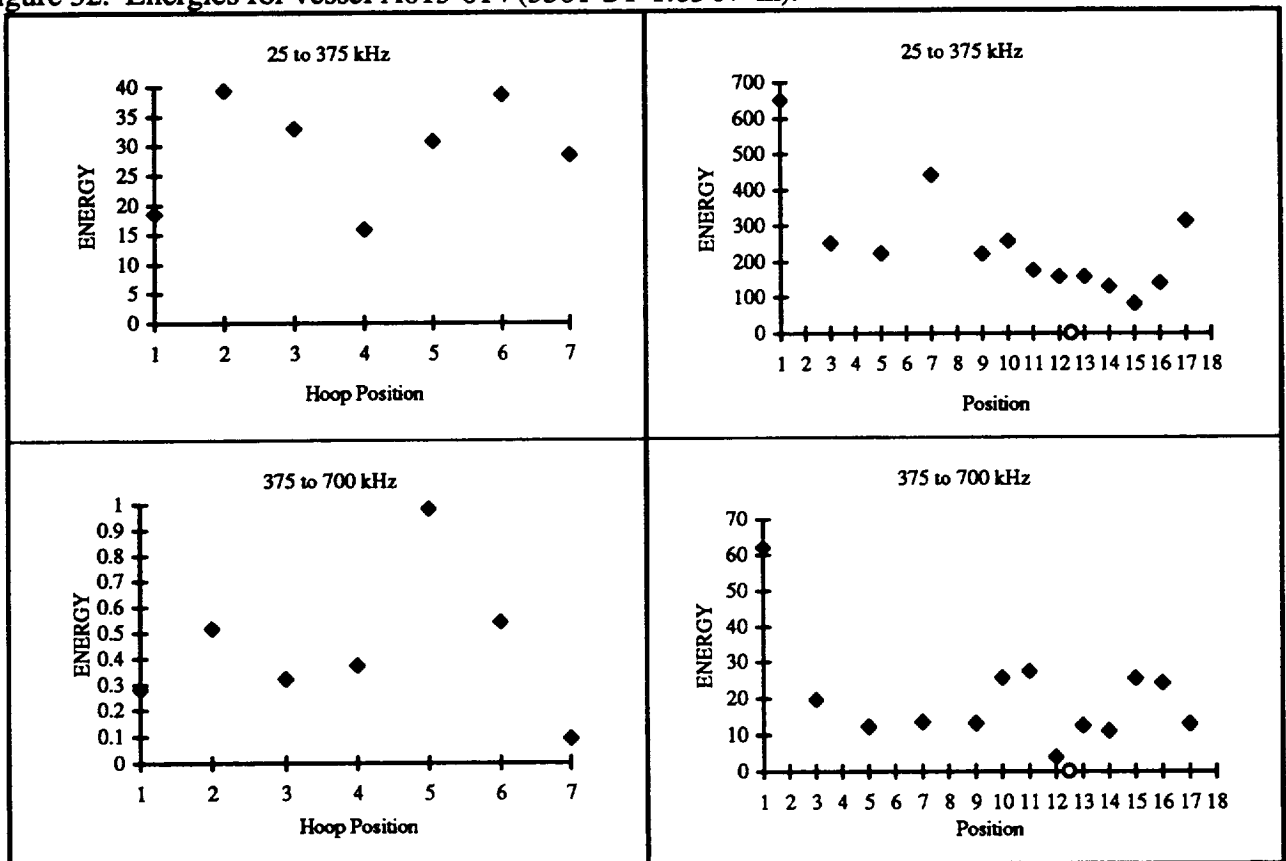 Energies for vessel
25 to 375 kHz
40
35
30
25
20
15
10
5
0
ENERGY
1 2 3 4 5 6 7
Hoop Position
25 to 375 kHz
700
600
500
400
300
200
100
0
ENERGY
1 2 3 4 5 6 7 8 9 10 11 12 13 14 15 16 17 18
Position
375 to 700 kHz
1
0.9
0.8
0.7
0.6
0.5
0.4
0.3
0.2
0.1
0
ENERGY
1 2 3 4 5 6 7
Hoop Position
375 to 700 kHz
70
60
50
40
30
20
10
0
ENERGY
1 2 3 4 5 6 7 8 9 10 11 12 13 14 15 16 17 18
Position